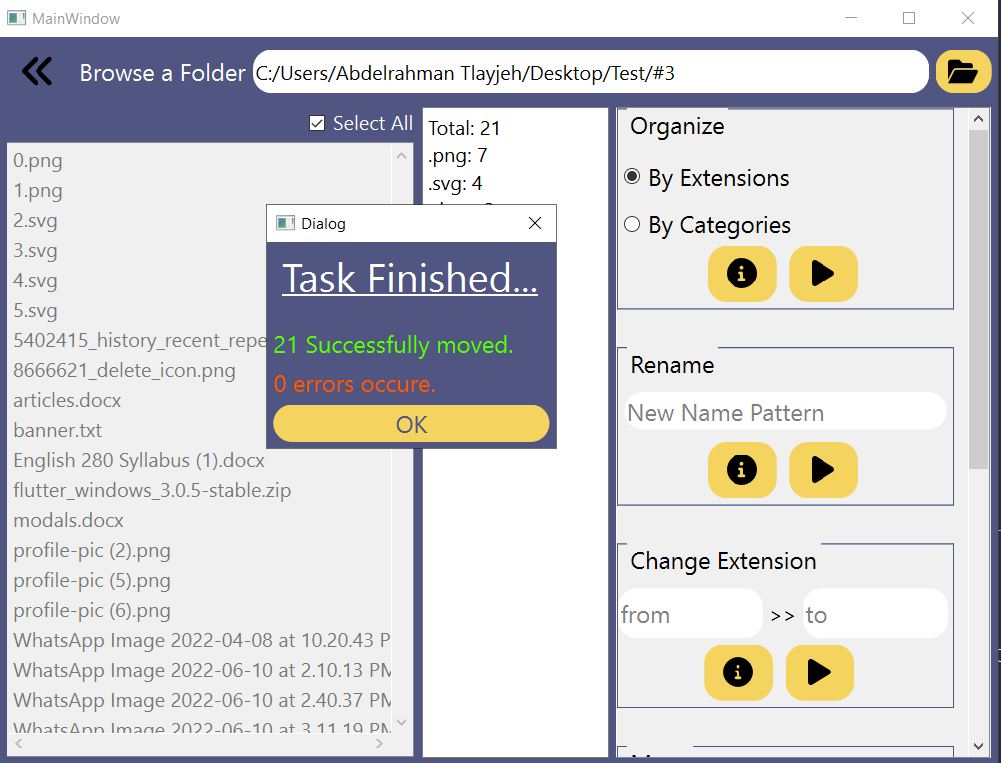 MainWindow
Browse a Folder C:/Users/Abdelrahman Tlayjeh/Desktop/Test/#3
Select All
0.png
1.png
2.svg
3.svg
4.svg
5.svg
5402415_history_recent_repe
8666621_delete_icon.png
articles.docx
banner.txt
English 280 Syllabus (1).docx
flutter_windows_3.0.5-stable.zip
modals.docx
profile-pic (2).png
profile-pic (5).png
profile-pic (6).png
WhatsApp Image 2022-04-08 at 10.20.43 P
WhatsApp Image 2022-06-10 at 2.10.13 PM
WhatsApp Image 2022-06-10 at 2.40.37 PM
WhatsApp Image 2022-06-10 at 3.11.19 PM
Total: 21
.png: 7
.svg: 4
Dialog
Task Finished...
21 Successfully moved.
0 errors occure.
OK
Organize
By Extensions
By Categories
Rename
New Name Pattern
Change Extension
from >> to